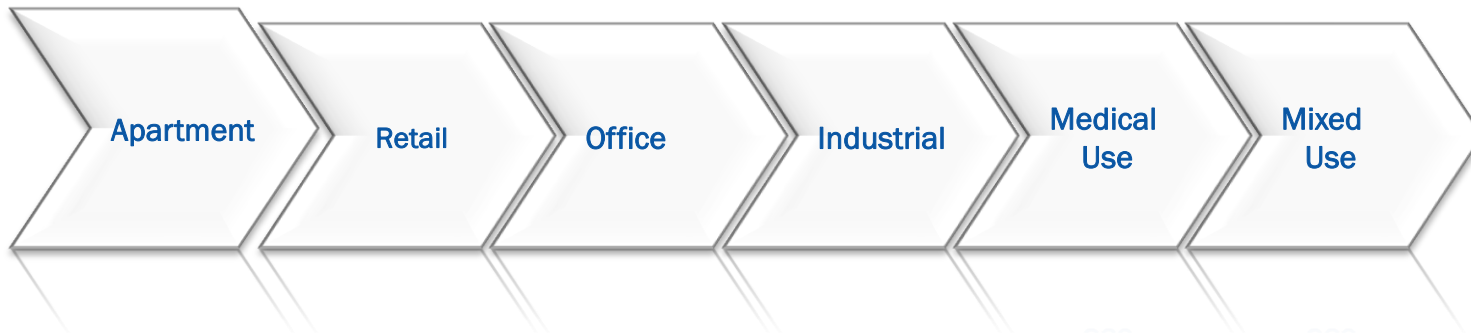 Apartment
Retail
Office
Industrial
Medical
Use
Mixed
Use